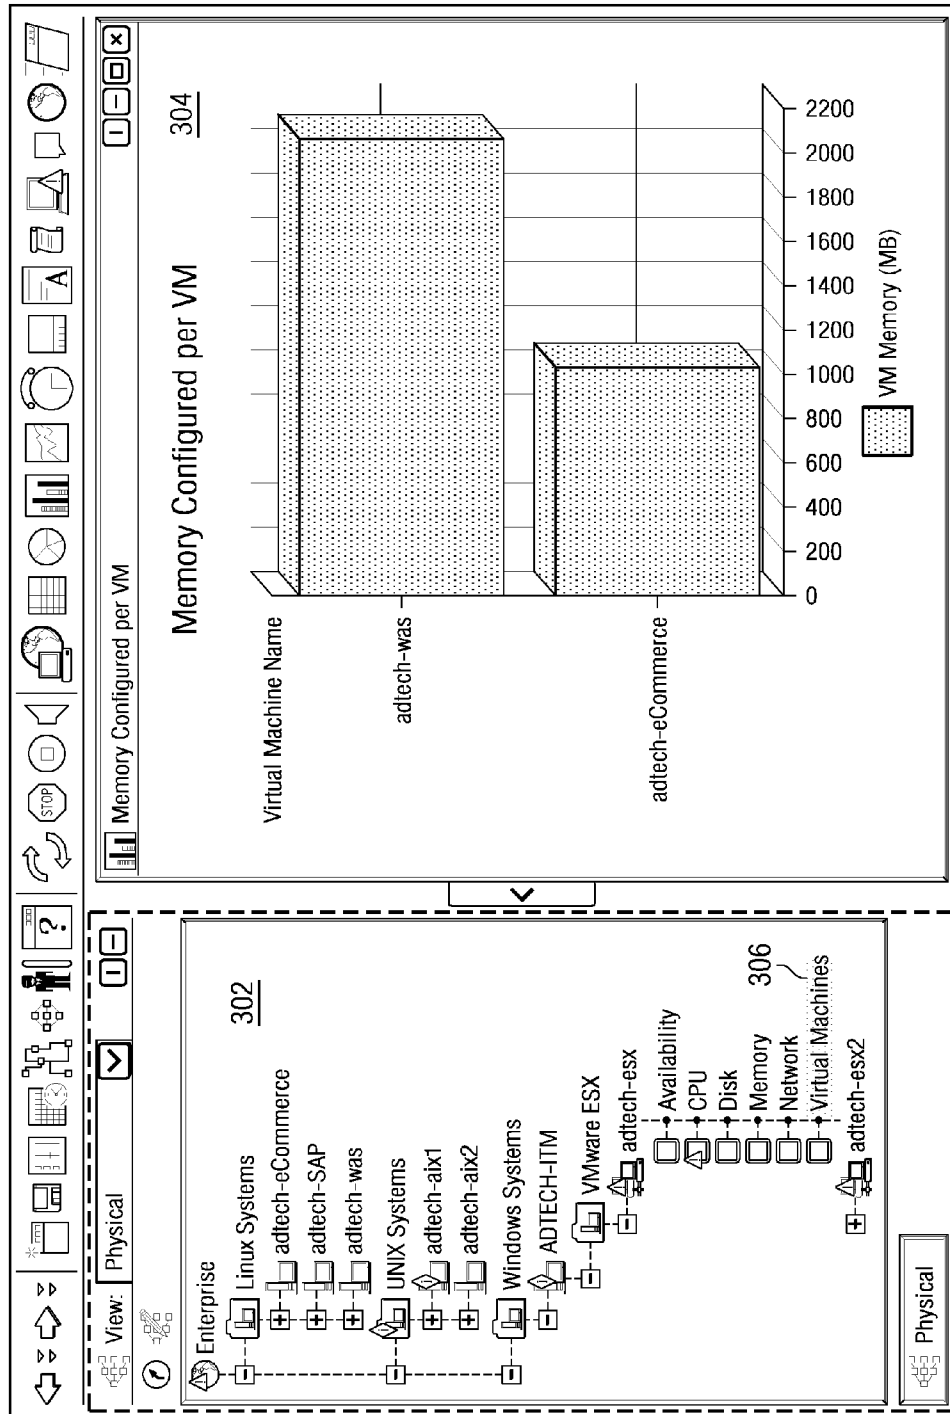 STOP
?
A
View: Physical
302
Enterprise
Linux Systems
adtech-eCommerce
adtech-SAP
adtech-was
UNIX Systems
adtech-aix1
adtech-aix2
Windows Systems
ADTECH-ITM
VMware ESX
adtech-esx
Availability
CPU
Disk
Memory
Network
Virtual Machines
306
adtech-esx2
Physical
Memory Configured per VM
Memory Configured per VM
304
Virtual Machine Name
adtech-was
adtech-eCommerce
0 200 400 600 800 1000 1200 1400 1600 1800 2000 2200
VM Memory (MB)